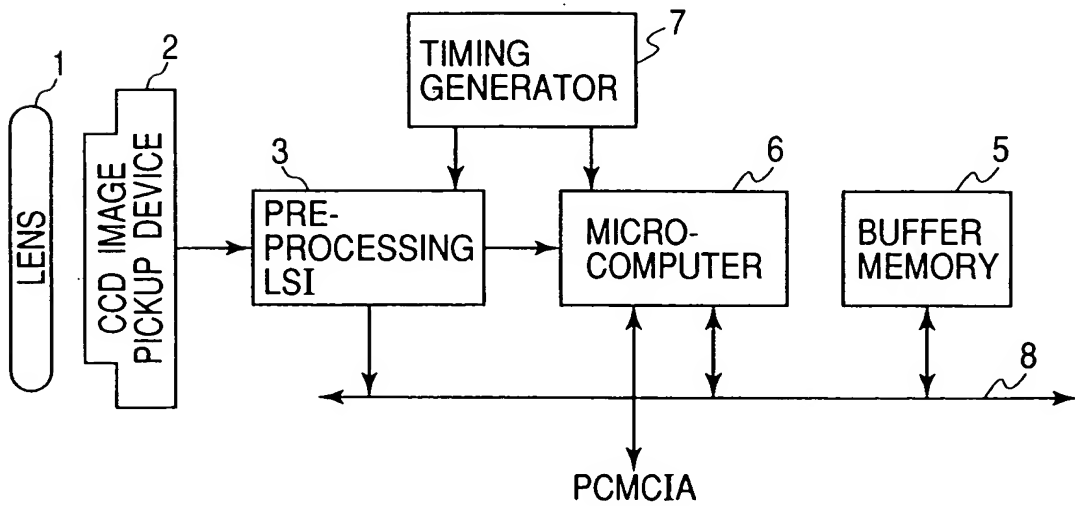 7
TIMING
GENERATOR
1
2
LENS
CCD IMAGE
PICKUP DEVICE
3
PRE-
PROCESSING
LSI
6
MICRO-
COMPUTER
5
BUFFER
MEMORY
8
PCMCIA